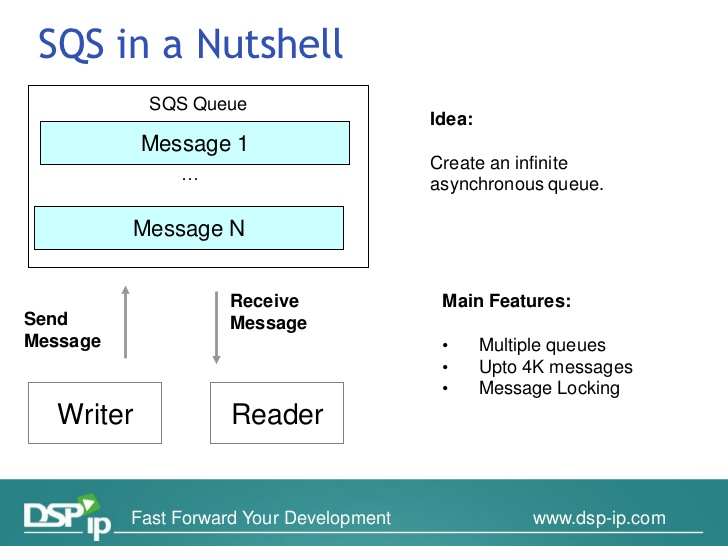 SQS in a Nutshell
SQS Queue
Message 1
…
Message N
Send
Message
Receive
Message
Writer
Reader
Idea:
Create an infinite
asynchronous queue.
Main Features:
• Multiple queues
• Upto 4K messages
• Message Locking
DSP ip
Fast Forward Your Development
www.dsp-ip.com